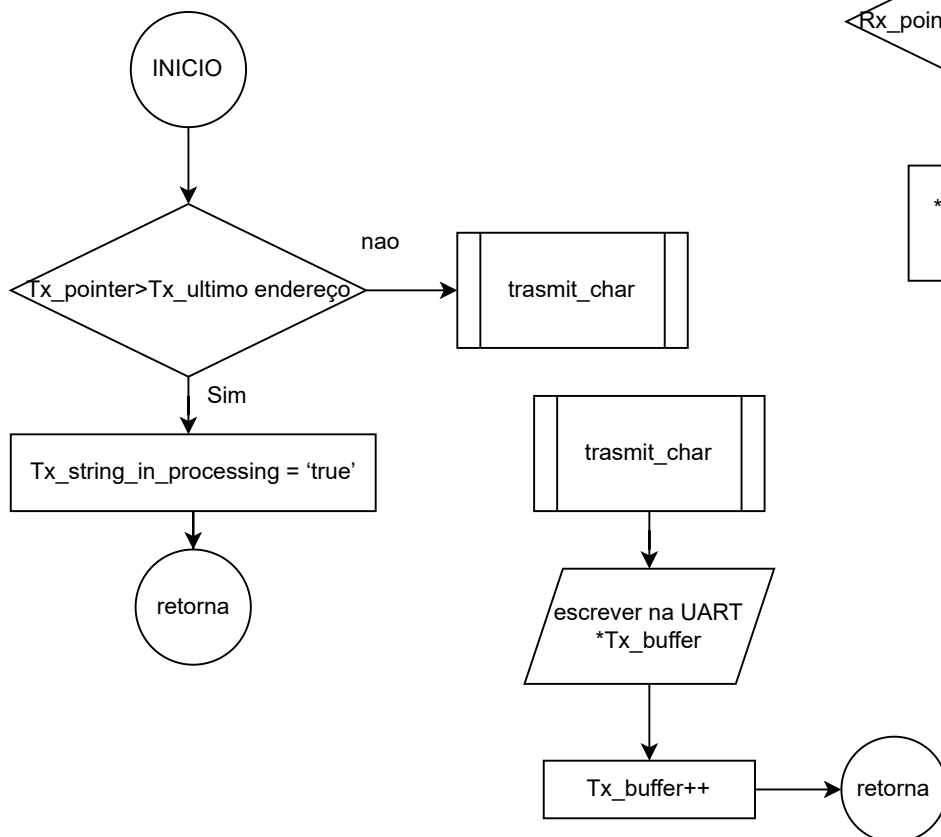 INICIO
Rx_poin
nao
*
Tx_pointer>Tx_ultimo endereço
trasmit_char
Sim
Tx_string_in_processing = ‘true’
trasmit_char
retorna
escrever na UART
*Tx_buffer
Tx_buffer++
retorna